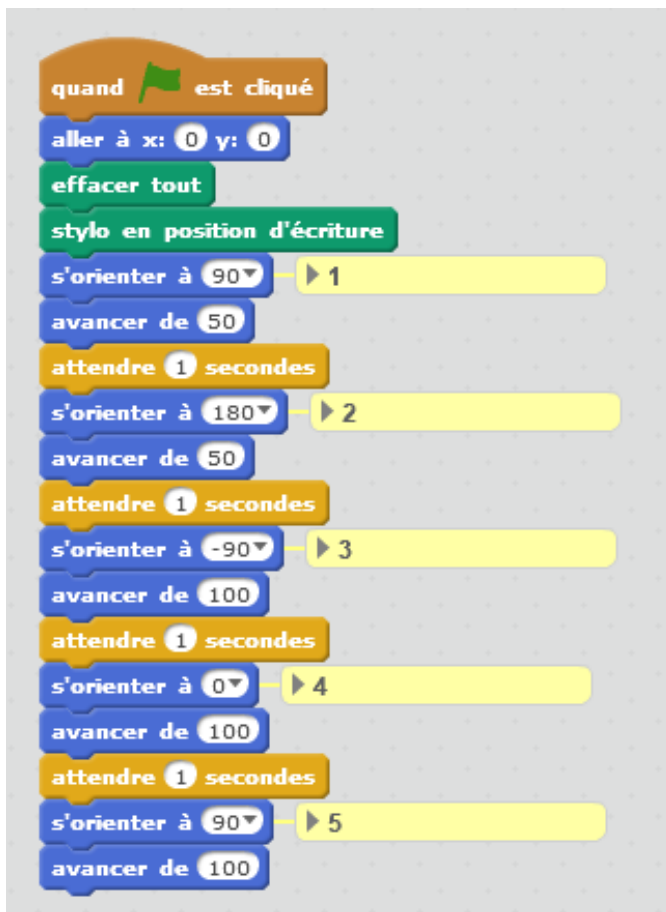 quand est cliqué
aller à x: 0 y: 0
effacer tout
stylo en position d'écriture
s'orienter à 90 1
avancer de 50
attendre 1 secondes
s'orienter à 180 2
avancer de 50
attendre 1 secondes
s'orienter à -90 3
avancer de 100
attendre 1 secondes
s'orienter à 0 4
avancer de 100
attendre 1 secondes
s'orienter à 90 5
avancer de 100